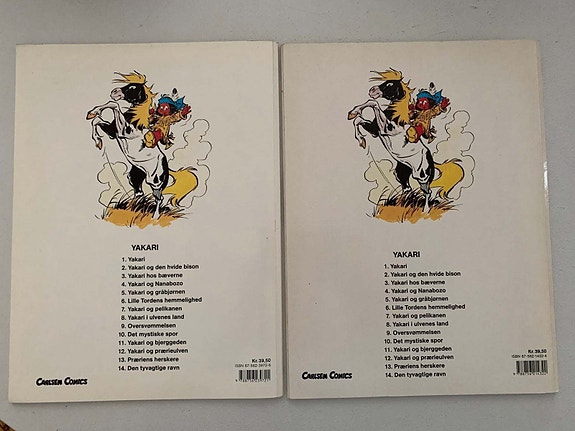 YAKARI
1. Yakari
2. Yakari og den hvide bison
3. Yakari hos bæverne
4. Yakari og Nanabozo
5. Yakari og gråbjørnen
6. Lille Tordens hemmelighed
7. Yakari og pelikanen
8. Yakari i ulvenes land
9. Oversvømmelsen
10. Det mystiske spor
11. Yakari og bjerggeden
12. Yakari og prærieulven
13. Præriens herskere
14. Den tyvagtige ravn
Kr. 39,50
CARLSEN COMICS
YAKARI
1. Yakari
2. Yakari og den hvide bison
3. Yakari hos bæverne
4. Yakari og Nanabozo
5. Yakari og gråbjørnen
6. Lille Tordens hemmelighed
7. Yakari og pelikanen
8. Yakari i ulvenes land
9. Oversvømmelsen
10. Det mystiske spor
11. Yakari og bjerggeden
12. Yakari og prærieulven
13. Præriens herskere
14. Den tyvagtige ravn
Kr. 39,50
CARLSEN COMICS